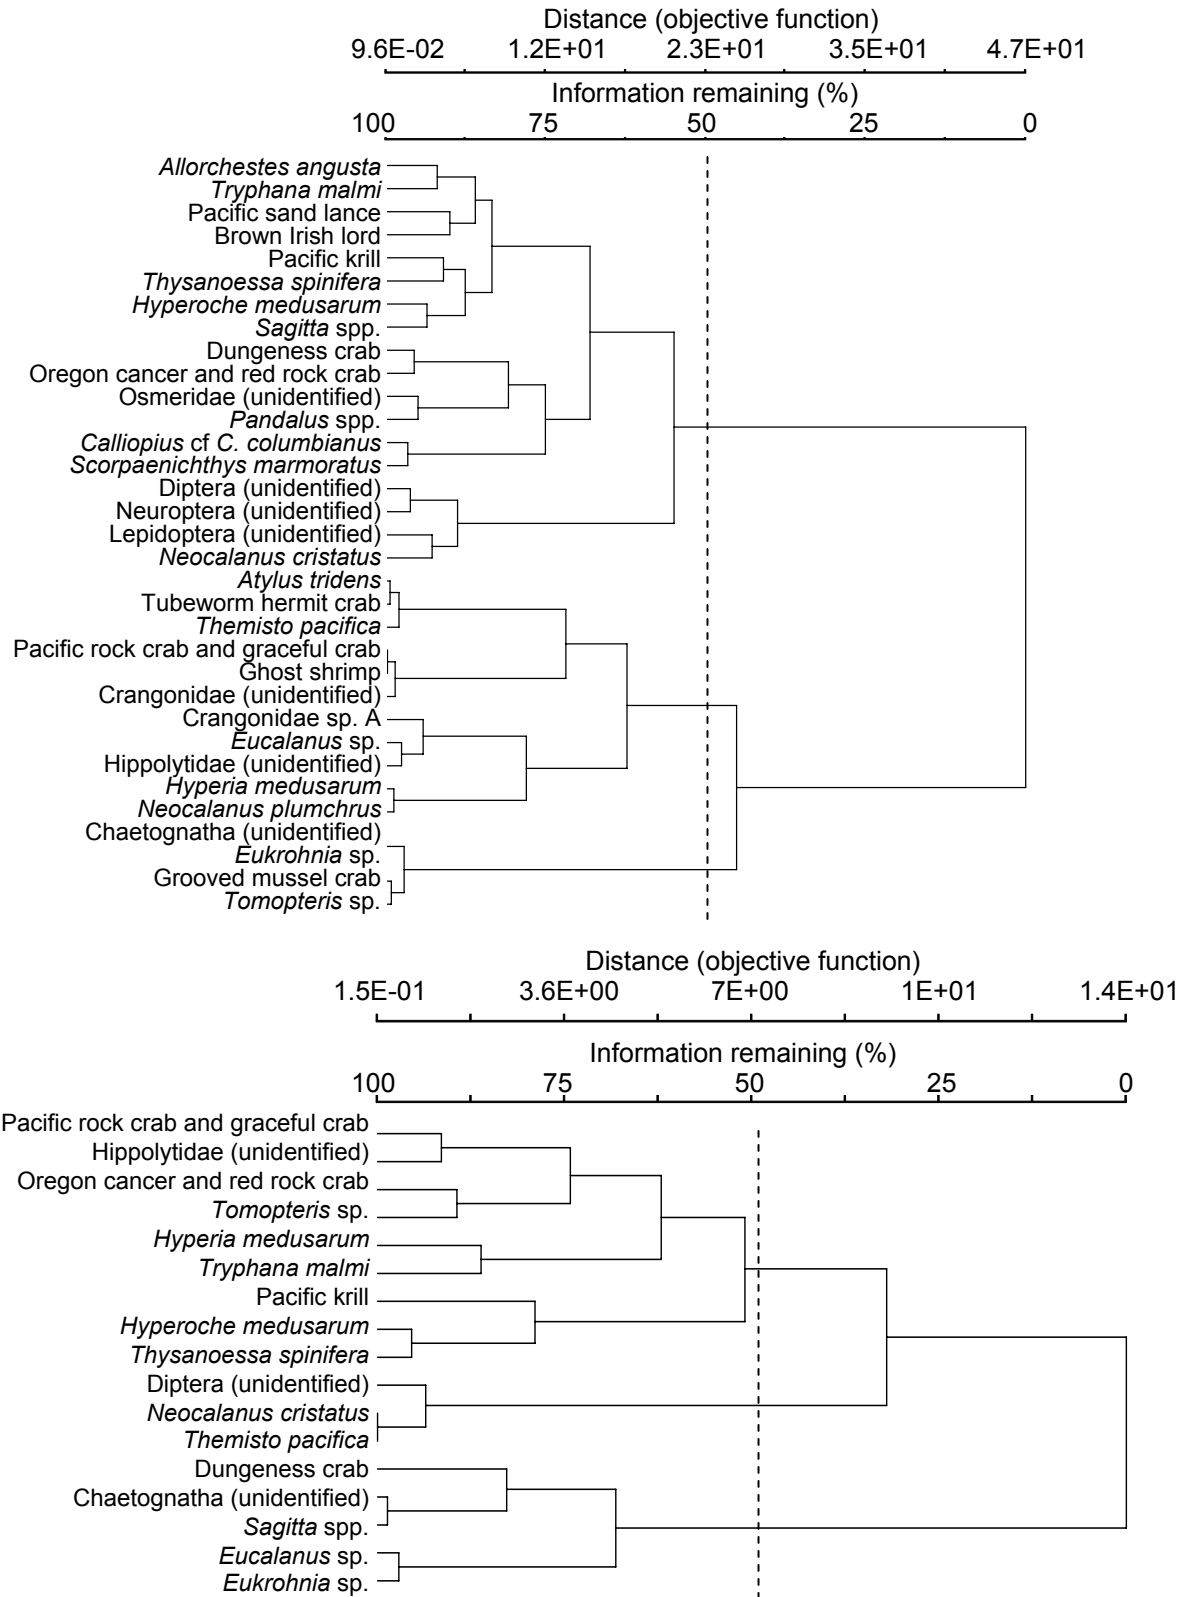 Distance (objective function)
9.6E-02 1.2E+01 2.3E+01 3.5E+01 4.7E+01
Information remaining (%)
100 75 50 25 0
Allorchestes angusta
Tryphana malmi
Pacific sand lance
Brown Irish lord
Pacific krill
Thysanoessa spinifera
Hyperoche medusarum
Sagitta spp.
Dungeness crab
Oregon cancer and red rock crab
Osmeridae (unidentified)
Pandalus spp.
Calliopius cf C. columbianus
Scorpaenichthys marmoratus
Diptera (unidentified)
Neuroptera (unidentified)
Lepidoptera (unidentified)
Neocalanus cristatus
Atylus tridens
Tubeworm hermit crab
Themisto pacifica
Pacific rock crab and graceful crab
Ghost shrimp
Crangonidae (unidentified)
Crangonidae sp. A
Eucalanus sp.
Hippolytidae (unidentified)
Hyperia medusarum
Neocalanus plumchrus
Chaetognatha (unidentified)
Eukrohnia sp.
Grooved mussel crab
Tomopteris sp.
Distance (objective function)
1.5E-01 3.6E+00 7E+00 1E+01 1.4E+01
Information remaining (%)
100 75 50 25 0
Pacific rock crab and graceful crab
Hippolytidae (unidentified)
Oregon cancer and red rock crab
Tomopteris sp.
Hyperia medusarum
Tryphana malmi
Pacific krill
Hyperoche medusarum
Thysanoessa spinifera
Diptera (unidentified)
Neocalanus cristatus
Themisto pacifica
Dungeness crab
Chaetognatha (unidentified)
Sagitta spp.
Eucalanus sp.
Eukrohnia sp.